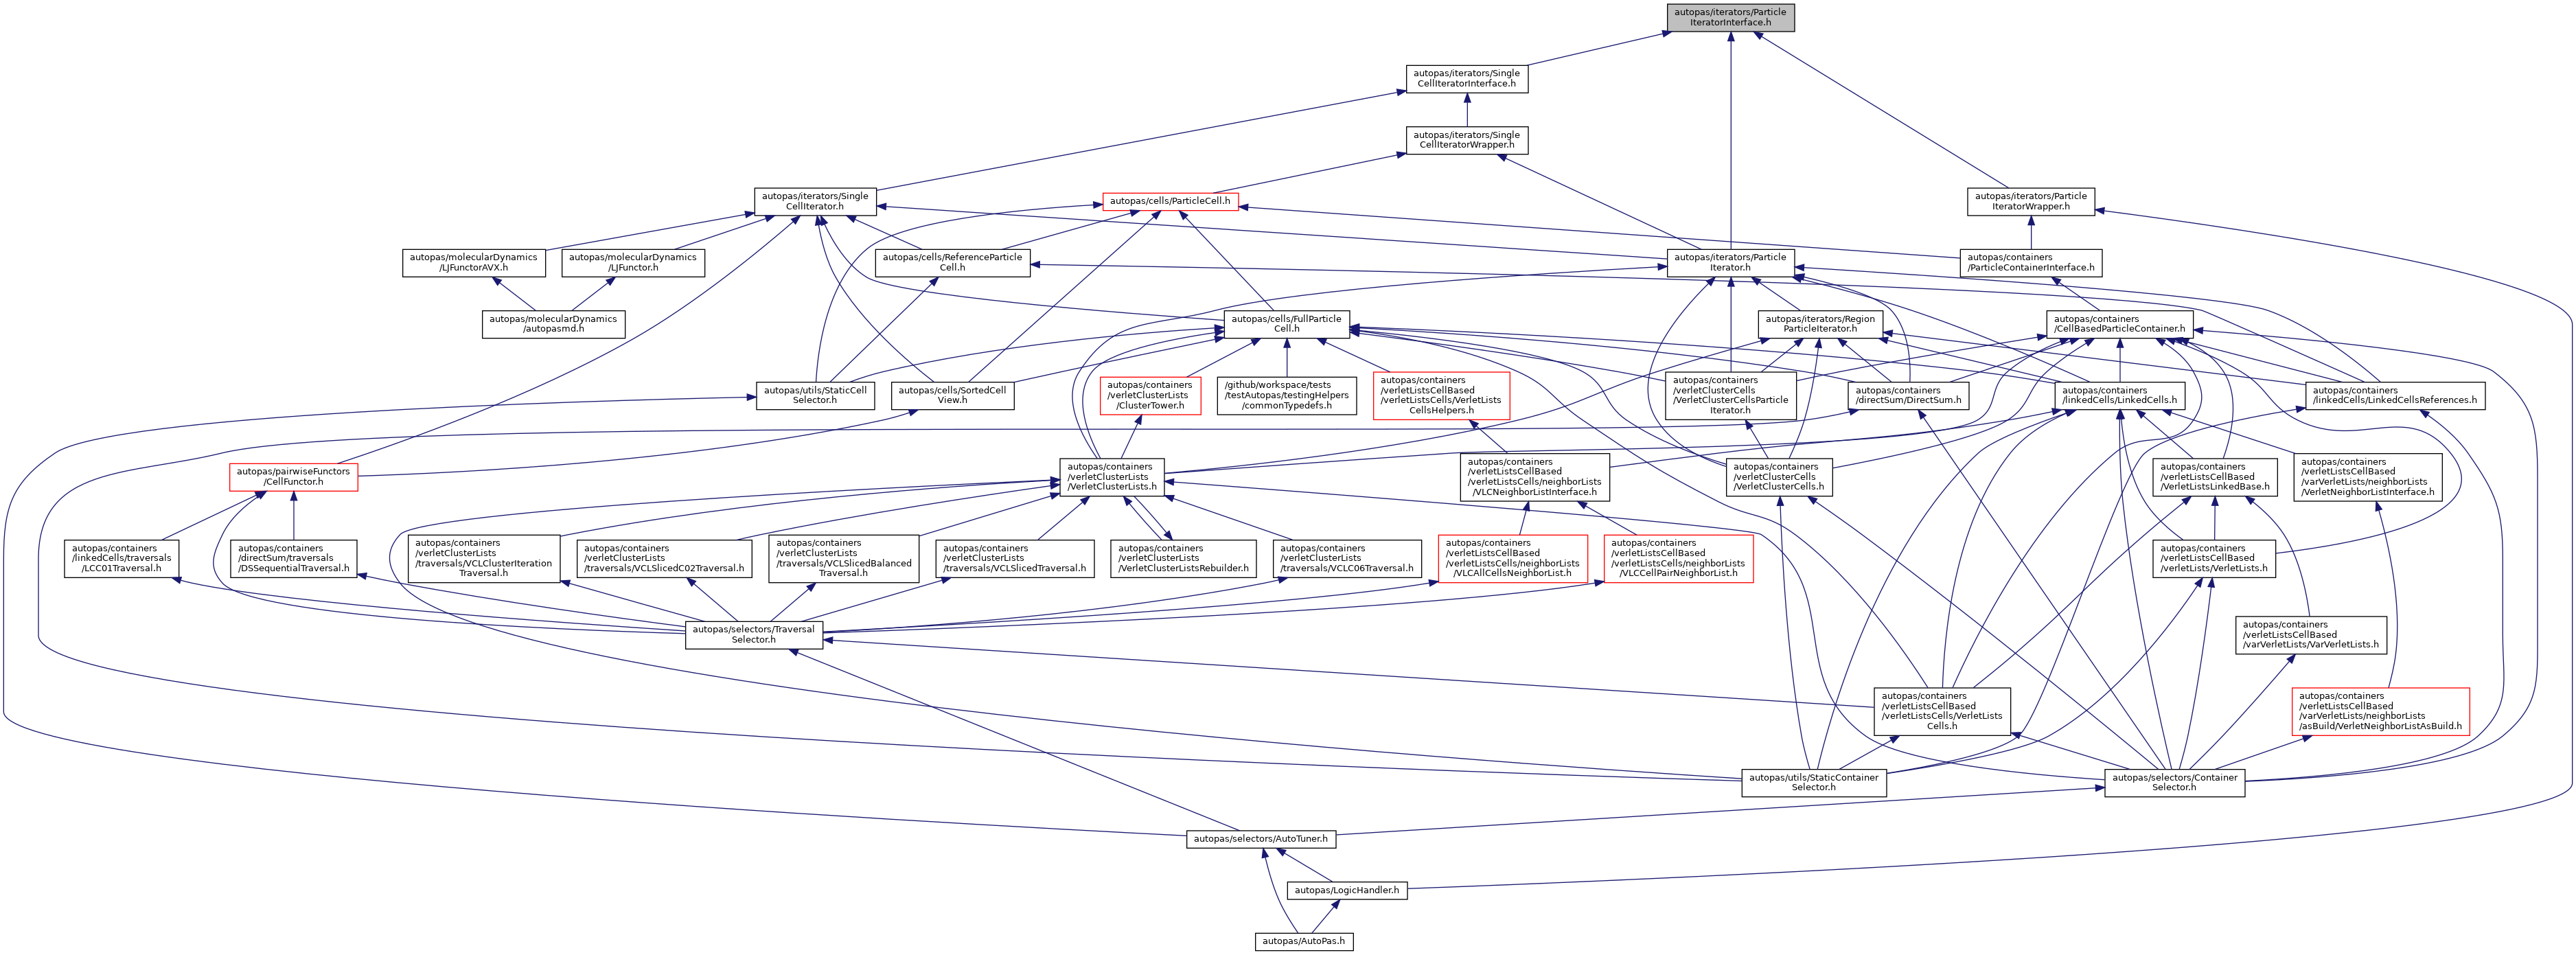 autopas/iterators/Particle
IteratorInterface.h
autopas/iterators/Single
CellIteratorInterface.h
autopas/iterators/Single
CellIteratorWrapper.h
autopas/iterators/Single
CellIterator.h
autopas/cells/ParticleCell.h
autopas/iterators/Particle
IteratorWrapper.h
autopas/molecularDynamics
/LJFunctorAVX.h
autopas/molecularDynamics
/LJFunctor.h
autopas/cells/ReferenceParticle
Cell.h
autopas/iterators/Particle
Iterator.h
autopas/containers
/ParticleContainerInterface.h
autopas/molecularDynamics
/autopasmd.h
autopas/cells/FullParticle
Cell.h
autopas/iterators/Region
ParticleIterator.h
autopas/containers
/CellBasedParticleContainer.h
autopas/utils/StaticCell
Selector.h
autopas/cells/SortedCell
View.h
autopas/containers
/verletClusterLists
/ClusterTower.h
/github/workspace/tests
/testAutopas/testingHelpers
/commonTypedefs.h
autopas/containers
/verletListsCellBased
/verletListsCells/VerletLists
CellsHelpers.h
autopas/containers
/verletClusterCells
/VerletClusterCellsParticle
Iterator.h
autopas/containers
/directSum/DirectSum.h
autopas/containers
/linkedCells/LinkedCells.h
autopas/containers
/linkedCells/LinkedCellsReferences.h
autopas/pairwiseFunctors
/CellFunctor.h
autopas/containers
/verletClusterLists
/VerletClusterLists.h
autopas/containers
/verletListsCellBased
/verletListsCells/neighborLists
/VLCNeighborListInterface.h
autopas/containers
/verletClusterCells
/VerletClusterCells.h
autopas/containers
/verletListsCellBased
/VerletListsLinkedBase.h
autopas/containers
/verletListsCellBased
/varVerletLists/neighborLists
/VerletNeighborListInterface.h
autopas/containers
/linkedCells/traversals
/LCC01Traversal.h
autopas/containers
/directSum/traversals
/DSSequentialTraversal.h
autopas/containers
/verletClusterLists
/traversals/VCLClusterIteration
Traversal.h
autopas/containers
/verletClusterLists
/traversals/VCLSlicedC02Traversal.h
autopas/containers
/verletClusterLists
/traversals/VCLSlicedBalanced
Traversal.h
autopas/containers
/verletClusterLists
/traversals/VCLSlicedTraversal.h
autopas/containers
/verletClusterLists
/VerletClusterListsRebuilder.h
autopas/containers
/verletClusterLists
/traversals/VCLC06Traversal.h
autopas/containers
/verletListsCellBased
/verletListsCells/neighborLists
/VLCAllCellsNeighborList.h
autopas/containers
/verletListsCellBased
/verletListsCells/neighborLists
/VLCCellPairNeighborList.h
autopas/containers
/verletListsCellBased
/verletLists/VerletLists.h
autopas/selectors/Traversal
Selector.h
autopas/containers
/verletListsCellBased
/varVerletLists/VarVerletLists.h
autopas/containers
/verletListsCellBased
/verletListsCells/VerletLists
Cells.h
autopas/containers
/verletListsCellBased
/varVerletLists/neighborLists
/asBuild/VerletNeighborListAsBuild.h
autopas/utils/StaticContainer
Selector.h
autopas/selectors/Container
Selector.h
autopas/selectors/AutoTuner.h
autopas/LogicHandler.h
autopas/AutoPas.h